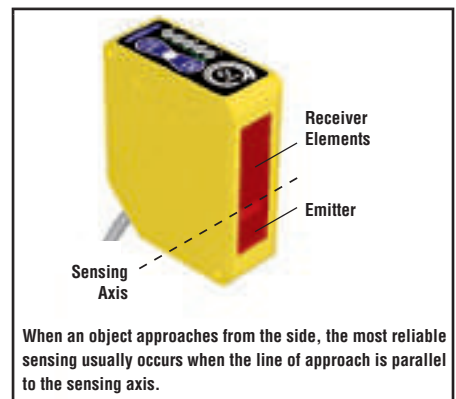 Receiver
Elements
Emitter
Sensing
Axis
When an object approaches from the side, the most reliable
sensing usually occurs when the line of approach is parallel
to the sensing axis.